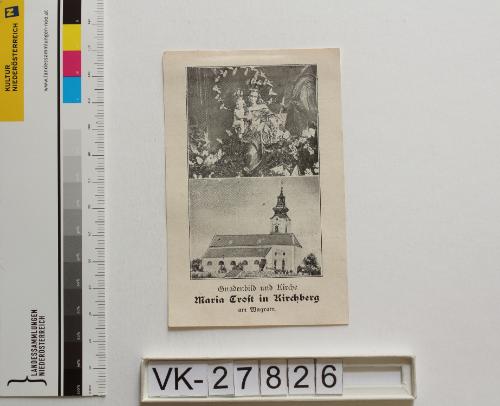 KULTUR
NIEDERÖSTERREICH
N
www.landessammlungen-noe.at
Gnadenbild und Kirche
Maria Trost in Kirchberg
am Wagram.
LANDESSAMMLUNGEN
NIEDERÖSTERREICH
VK-27826